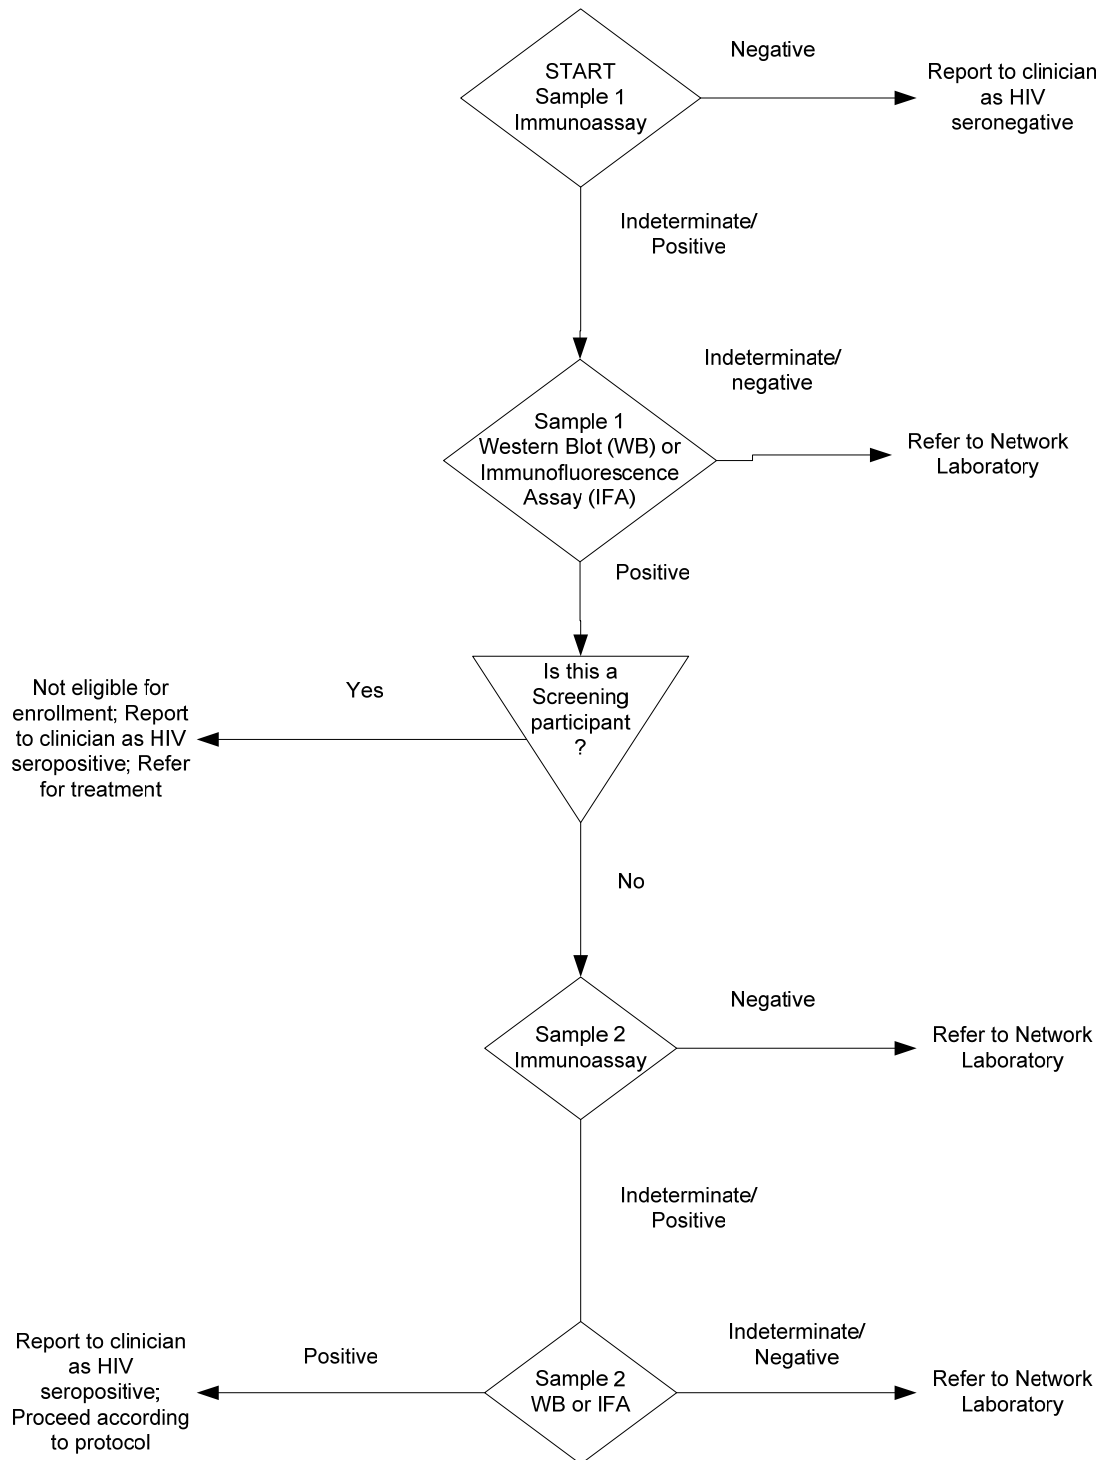 START
Sample 1
Immunoassay
Negative
Report to clinician
as HIV
seronegative
Indeterminate/
Positive
Sample 1
Western Blot (WB) or
Immunofluorescence
Assay (IFA)
Indeterminate/
negative
Refer to Network
Laboratory
Positive
Is this a
Screening
participant
?
Yes
Not eligible for
enrollment; Report
to clinician as HIV
seropositive; Refer
for treatment
No
Sample 2
Immunoassay
Negative
Refer to Network
Laboratory
Indeterminate/
Positive
Sample 2
WB or IFA
Positive
Report to clinician
as HIV
seropositive;
Proceed according
to protocol
Indeterminate/
Negative
Refer to Network
Laboratory